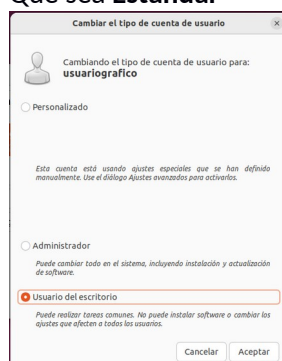 Que sea Estándar
Cambiar el tipo de cuenta de usuario
Cambiando el tipo de cuenta de usuario para:
usuariografico
Personalizado
Esta cuenta está usando ajustes especiales que se han definido
manualmente. Use el diálogo Ajustes avanzados para activarlos.
Administrador
Puede cambiar todo en el sistema, incluyendo instalación y actualización
de software.
Usuario del escritorio
Puede realizar tareas comunes. No puede instalar software o cambiar los
ajustes que afecten a todos los usuarios.
Cancelar Aceptar